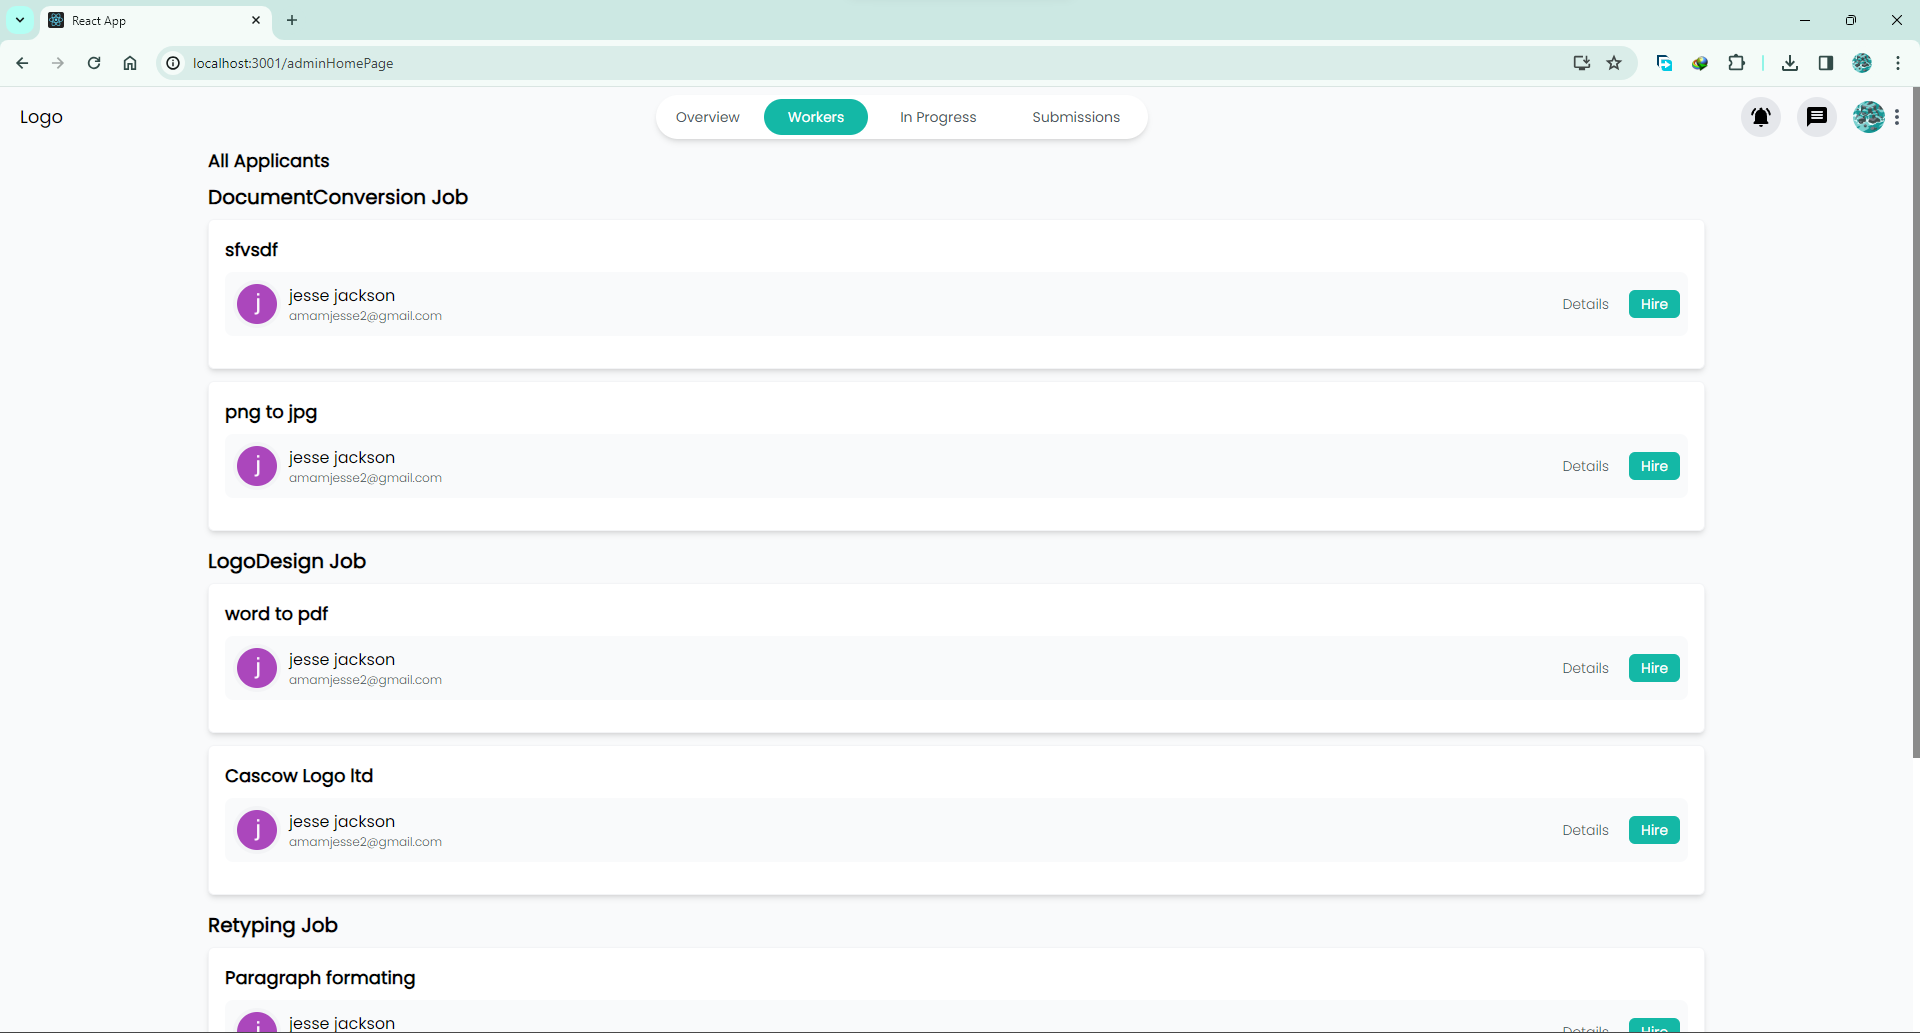 React App
localhost:3001/adminHomePage
Logo
Overview
Workers
In Progress
Submissions
All Applicants
DocumentConversion Job
sfvsdf
j
jesse jackson
amamjesse2@gmail.com
Details
Hire
png to jpg
j
jesse jackson
amamjesse2@gmail.com
Details
Hire
LogoDesign Job
word to pdf
j
jesse jackson
amamjesse2@gmail.com
Details
Hire
Cascow Logo ltd
j
jesse jackson
amamjesse2@gmail.com
Details
Hire
Retyping Job
Paragraph formating
j
jesse jackson
Details
Hire